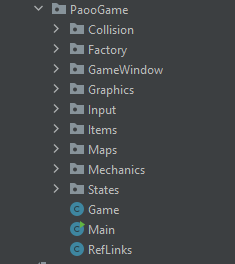 PaooGame
Collision
Factory
GameWindow
Graphics
Input
Items
Maps
Mechanics
States
Game
Main
RefLinks